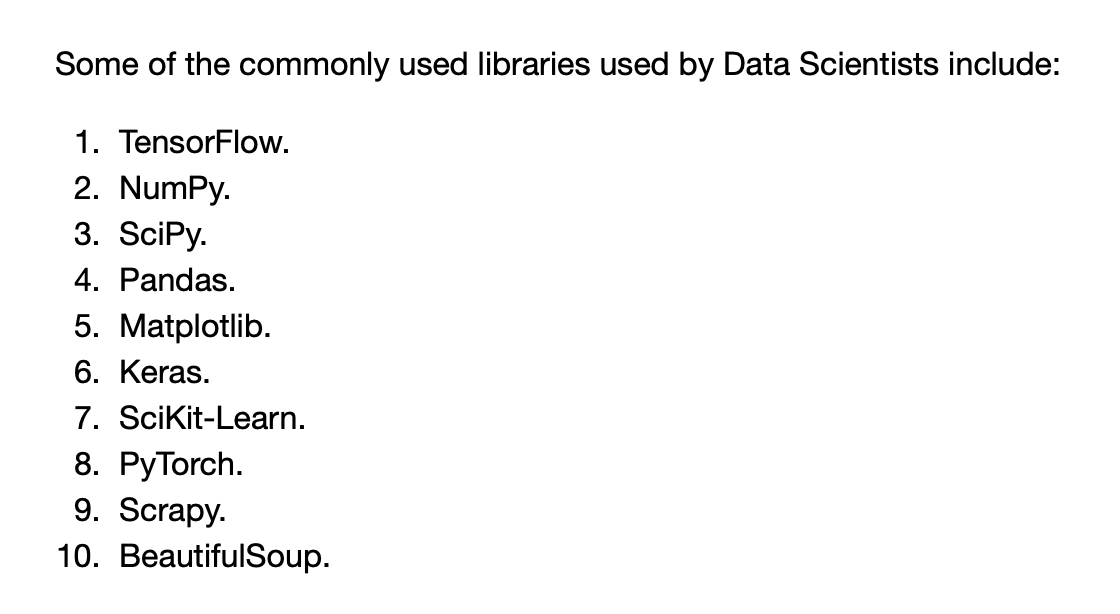 Some of the commonly used libraries used by Data Scientists include:
1. TensorFlow.
2. NumPy.
3. SciPy.
4. Pandas.
5. Matplotlib.
6. Keras.
7. SciKit-Learn.
8. PyTorch.
9. Scrapy.
10. BeautifulSoup.